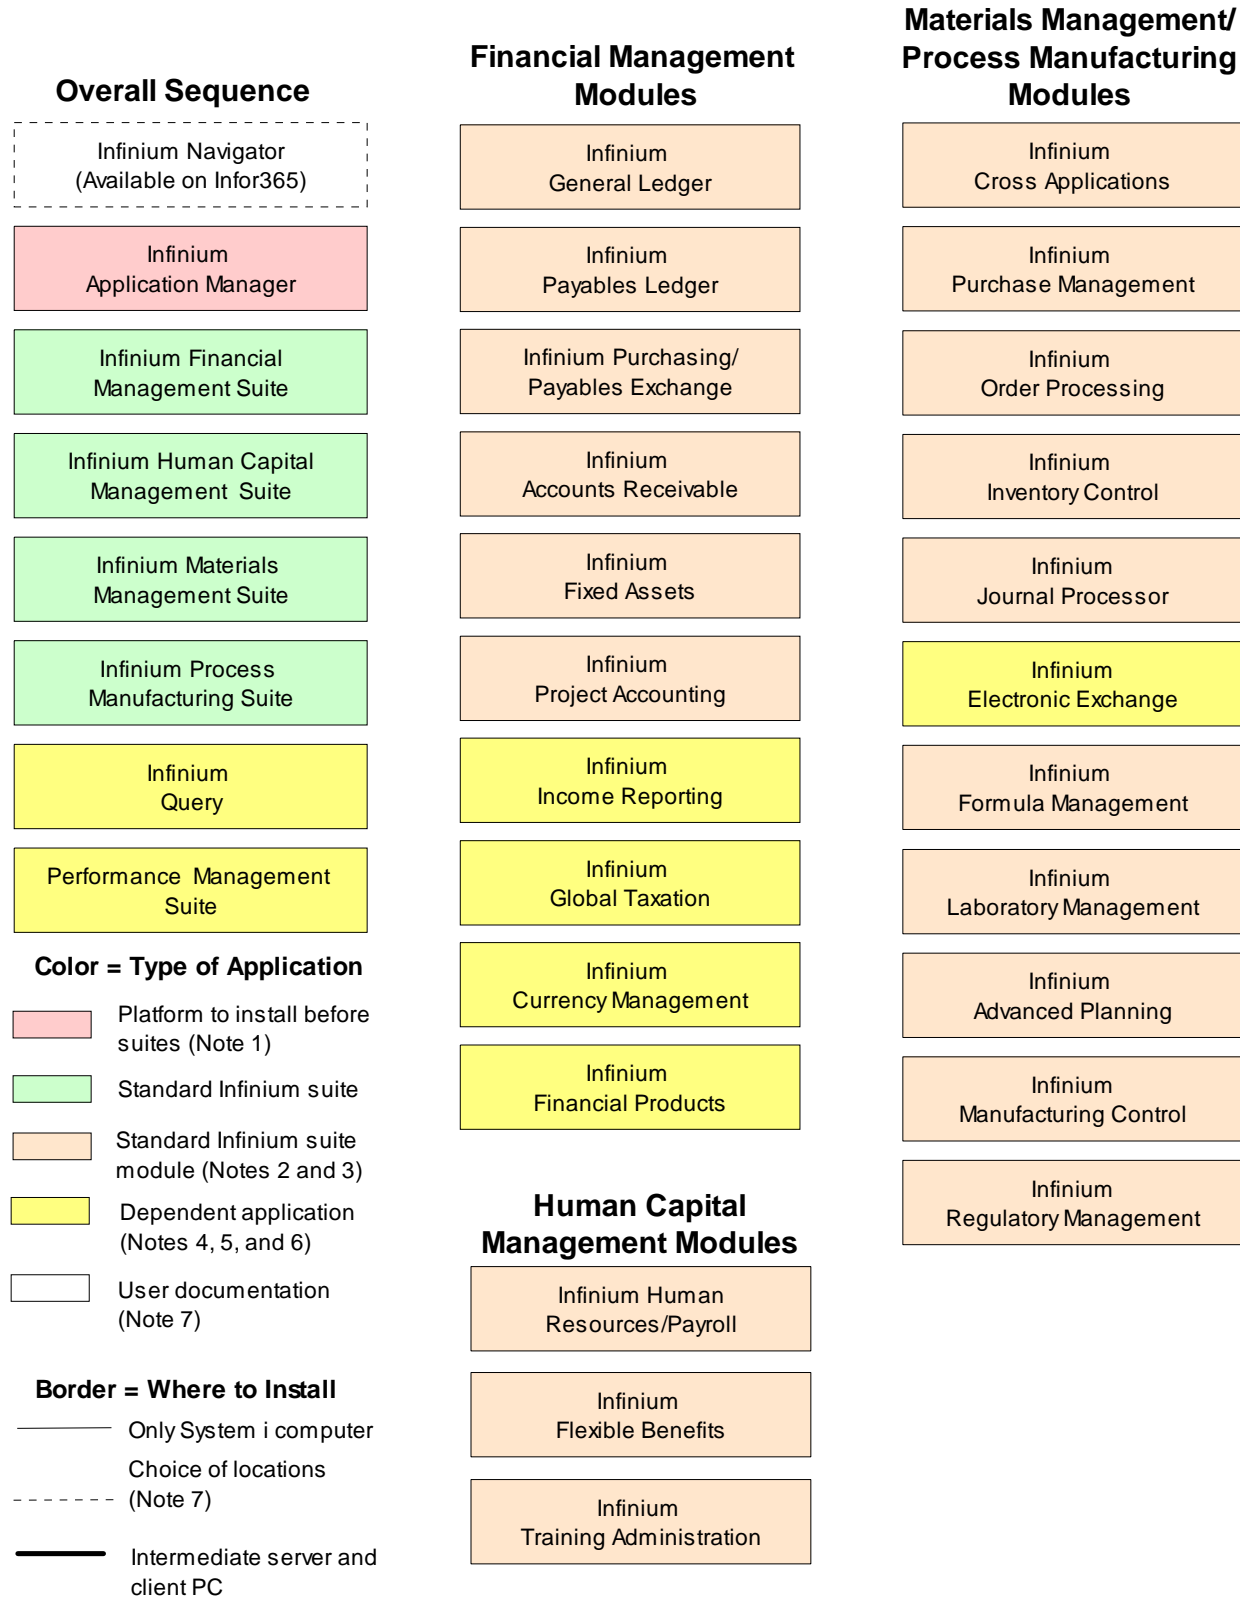 Overall Sequence
Infinium Navigator
(Available on Infor365)
Infinium
Application Manager
Infinium Financial
Management Suite
Infinium Human Capital
Management Suite
Infinium Materials
Management Suite
Infinium Process
Manufacturing Suite
Infinium
Query
Performance Management
Suite
Color = Type of Application
Platform to install before
suites (Note 1)
Standard Infinium suite
Standard Infinium suite
module (Notes 2 and 3)
Dependent application
(Notes 4, 5, and 6)
User documentation
(Note 7)
Border = Where to Install
Only System i computer
Choice of locations
(Note 7)
Intermediate server and
client PC
Financial Management
Modules
Infinium
General Ledger
Infinium
Payables Ledger
Infinium Purchasing/
Payables Exchange
Infinium
Accounts Receivable
Infinium
Fixed Assets
Infinium
Project Accounting
Infinium
Income Reporting
Infinium
Global Taxation
Infinium
Currency Management
Infinium
Financial Products
Human Capital
Management Modules
Infinium Human
Resources/Payroll
Infinium
Flexible Benefits
Infinium
Training Administration
Materials Management/
Process Manufacturing
Modules
Infinium
Cross Applications
Infinium
Purchase Management
Infinium
Order Processing
Infinium
Inventory Control
Infinium
Journal Processor
Infinium
Electronic Exchange
Infinium
Formula Management
Infinium
Laboratory Management
Infinium
Advanced Planning
Infinium
Manufacturing Control
Infinium
Regulatory Management